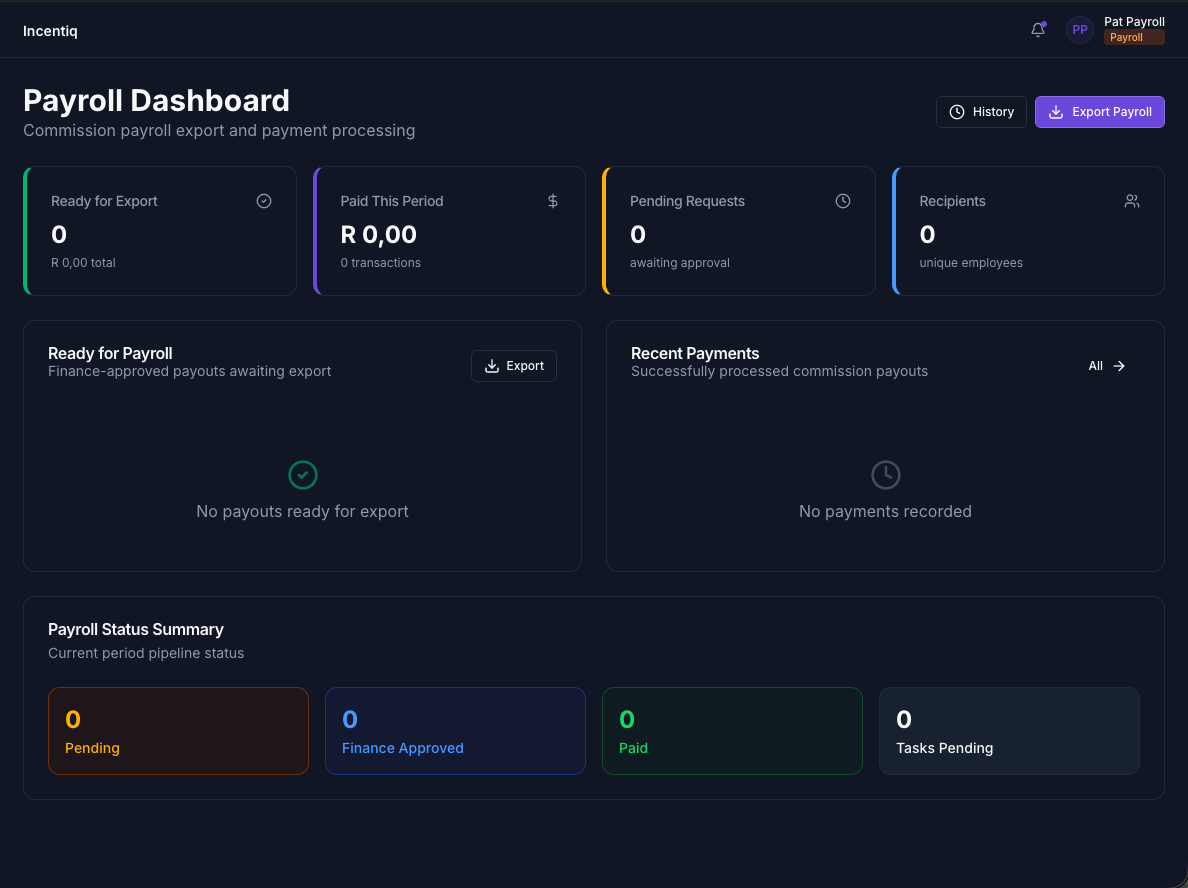 Incentiq
PP
Pat Payroll
Payroll
Payroll Dashboard
Commission payroll export and payment processing
History
Export Payroll
Ready for Export
0
R 0,00 total
Paid This Period
R 0,00
0 transactions
Pending Requests
0
awaiting approval
Recipients
0
unique employees
Ready for Payroll
Finance-approved payouts awaiting export
Export
No payouts ready for export
Recent Payments
Successfully processed commission payouts
All
No payments recorded
Payroll Status Summary
Current period pipeline status
0
Pending
0
Finance Approved
0
Paid
0
Tasks Pending